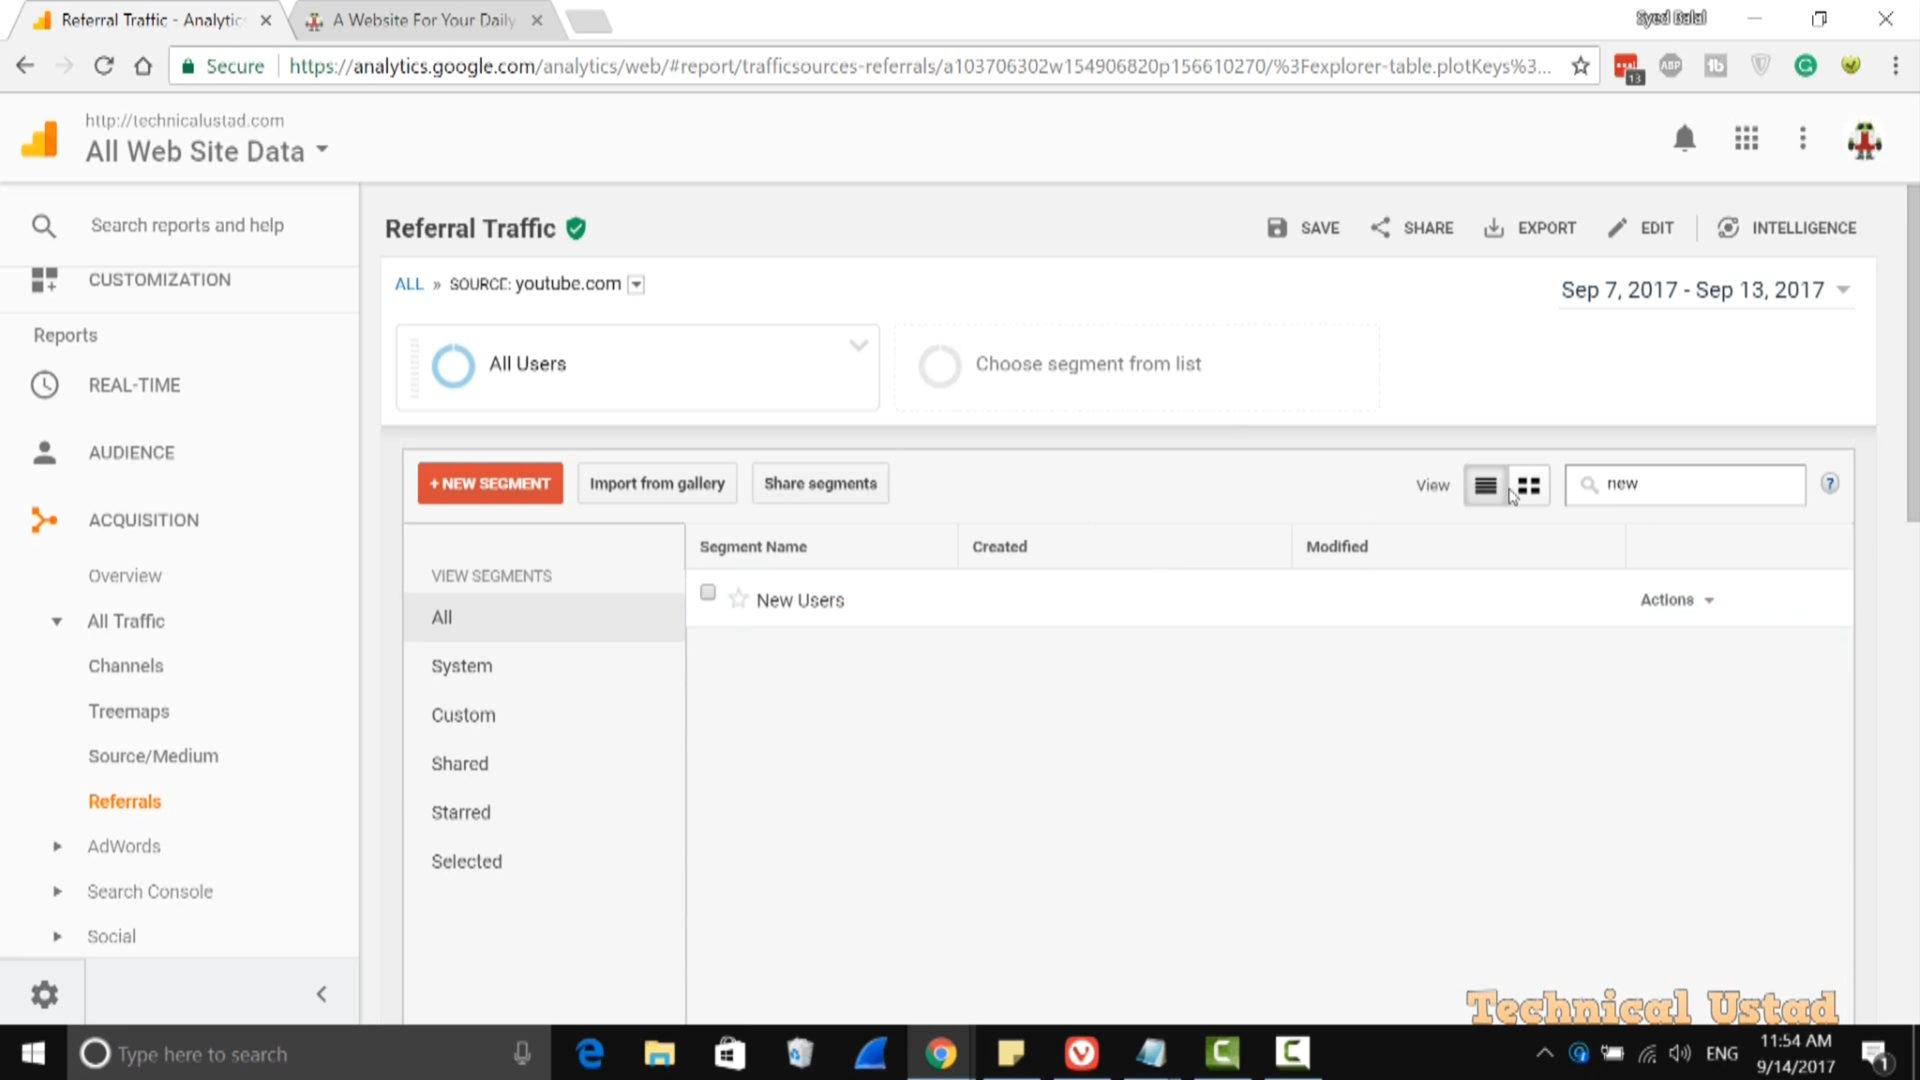 Referral Traffic - Analytic
A Website For Your Daily
Syed Balal
Secure
https://analytics.google.com/analytics/web/#report/trafficsources-referrals/a103706302w154906820p156610270/%3Fexplorer-table.plotKeys%3...
13
ABP
tb
http://technicalustad.com
All Web Site Data
Search reports and help
CUSTOMIZATION
Reports
REAL-TIME
AUDIENCE
ACQUISITION
Overview
All Traffic
Channels
Treemaps
Source/Medium
Referrals
AdWords
Search Console
Social
Referral Traffic
SAVE
SHARE
EXPORT
EDIT
INTELLIGENCE
ALL » SOURCE: youtube.com
Sep 7, 2017 - Sep 13, 2017
All Users
Choose segment from list
+ NEW SEGMENT
Import from gallery
Share segments
View
new
?
VIEW SEGMENTS
All
System
Custom
Shared
Starred
Selected
Segment Name
Created
Modified
New Users
Actions
Technical Ustad
Type here to search
ENG
11:54 AM
9/14/2017
1